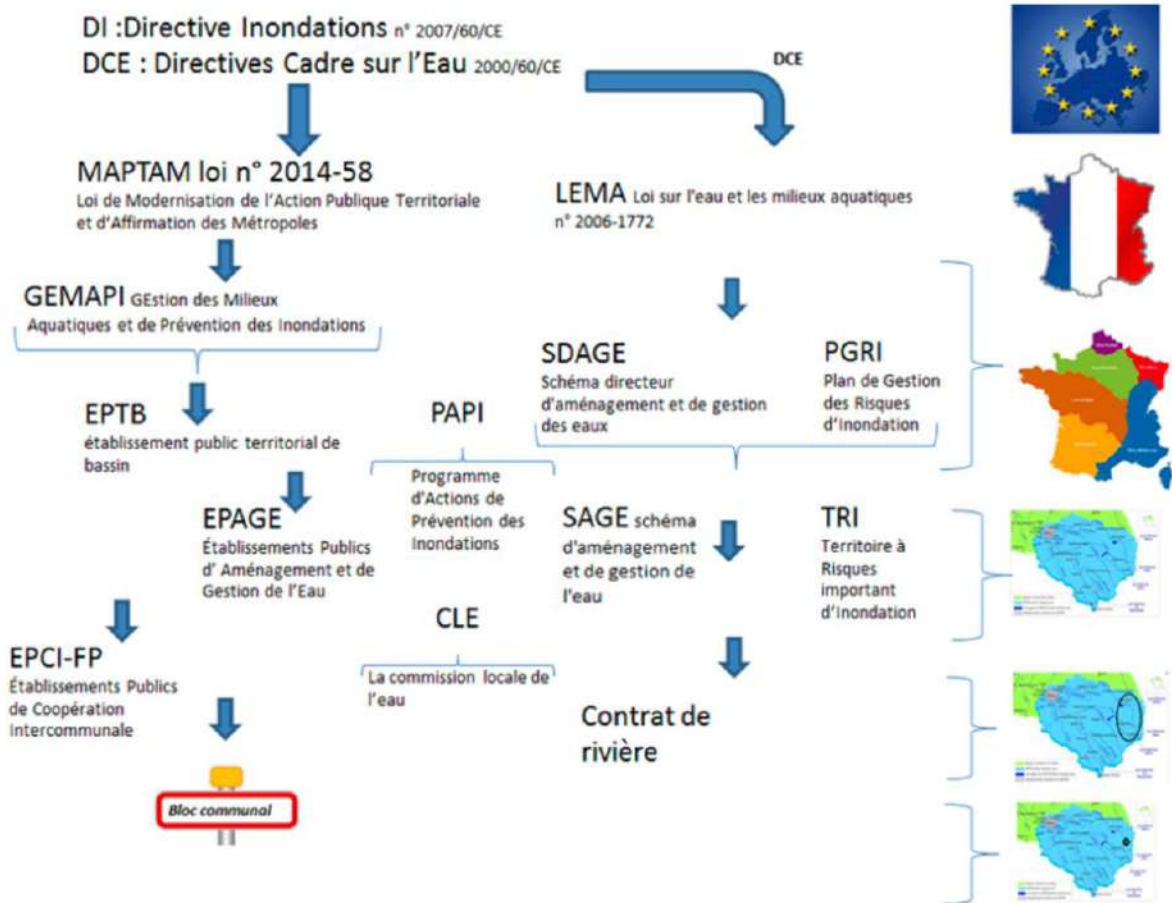 DI :Directive Inondations n° 2007/60/CE
DCE : Directives Cadre sur l'Eau 2000/60/CE
DCE
MAPTAM loi n° 2014-58
Loi de Modernisation de l'Action Publique Territoriale
et d'Affirmation des Métropoles
LEMA Loi sur l'eau et les milieux aquatiques
n° 2006-1772
GEMAPI GEstion des Milieux
Aquatiques et de Prévention des Inondations
SDAGE
Schéma directeur
d'aménagement et de gestion
des eaux
PGRI
Plan de Gestion
des Risques
d'Inondation
EPTB
établissement public territorial de
bassin
PAPI
Programme
d'Actions de
Prévention des
Inondations
EPAGE
Établissements Publics
d' Aménagement et de
Gestion de l'Eau
SAGE schéma
d'aménagement
et de gestion de
l'eau
TRI
Territoire à
Risques
important
d'Inondation
CLE
La commission locale de
l'eau
EPCI-FP
Établissements Publics
de Coopération
Intercommunale
Contrat de
rivière
Bloc communal